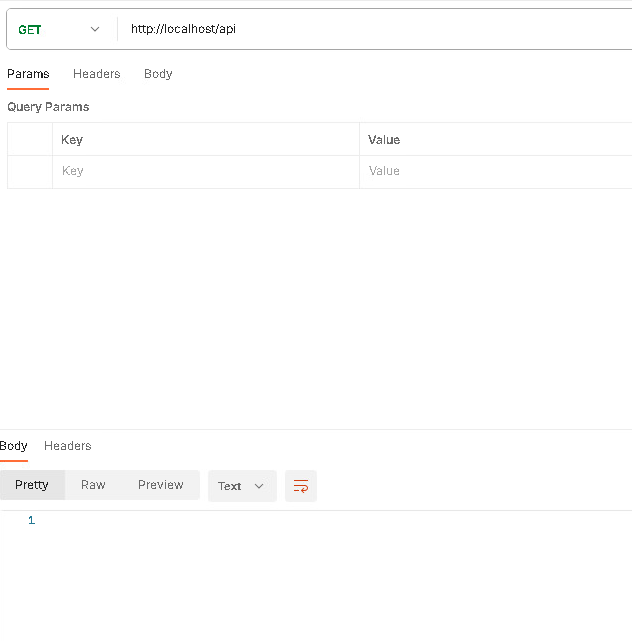 GET http://localhost/api
Params Headers Body
Query Params
Key Value
Key Value
Body Headers
Pretty Raw Preview Text
1